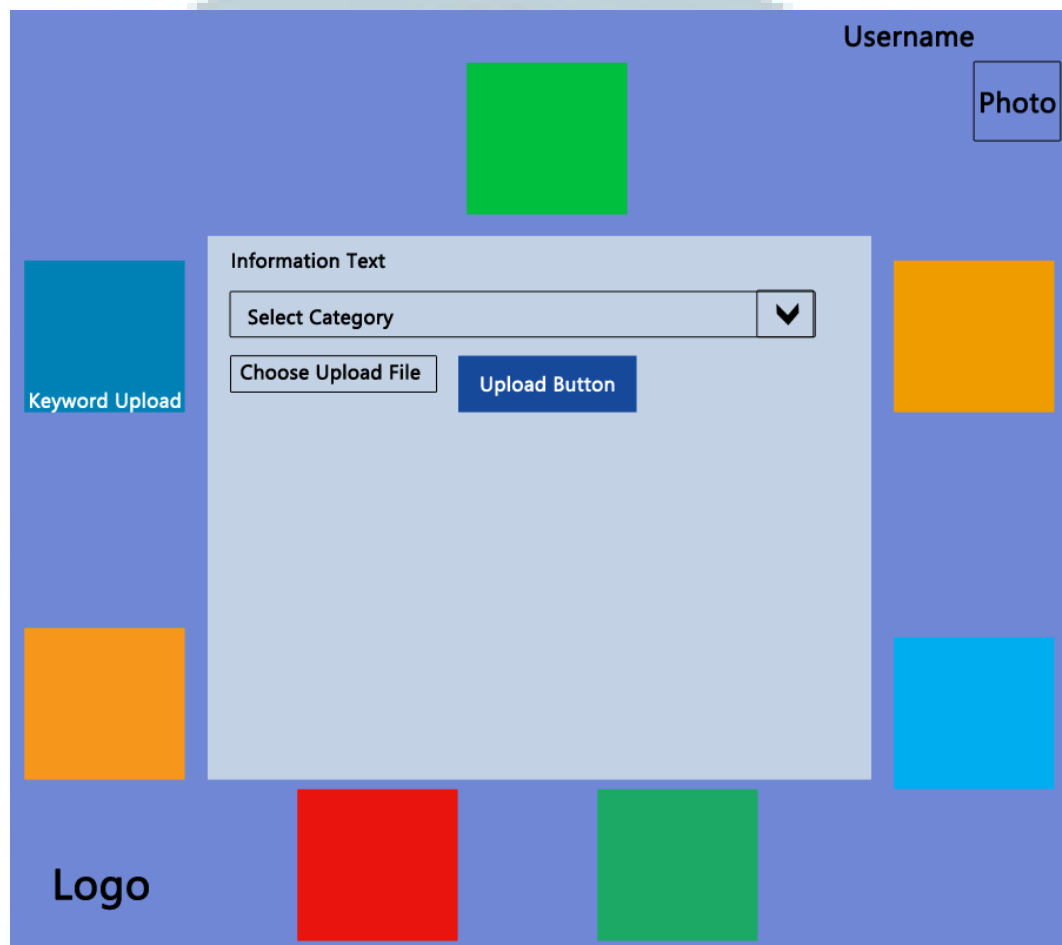 Username
Photo
Information Text
Select Category
Choose Upload File
Upload Button
Keyword Upload
Logo